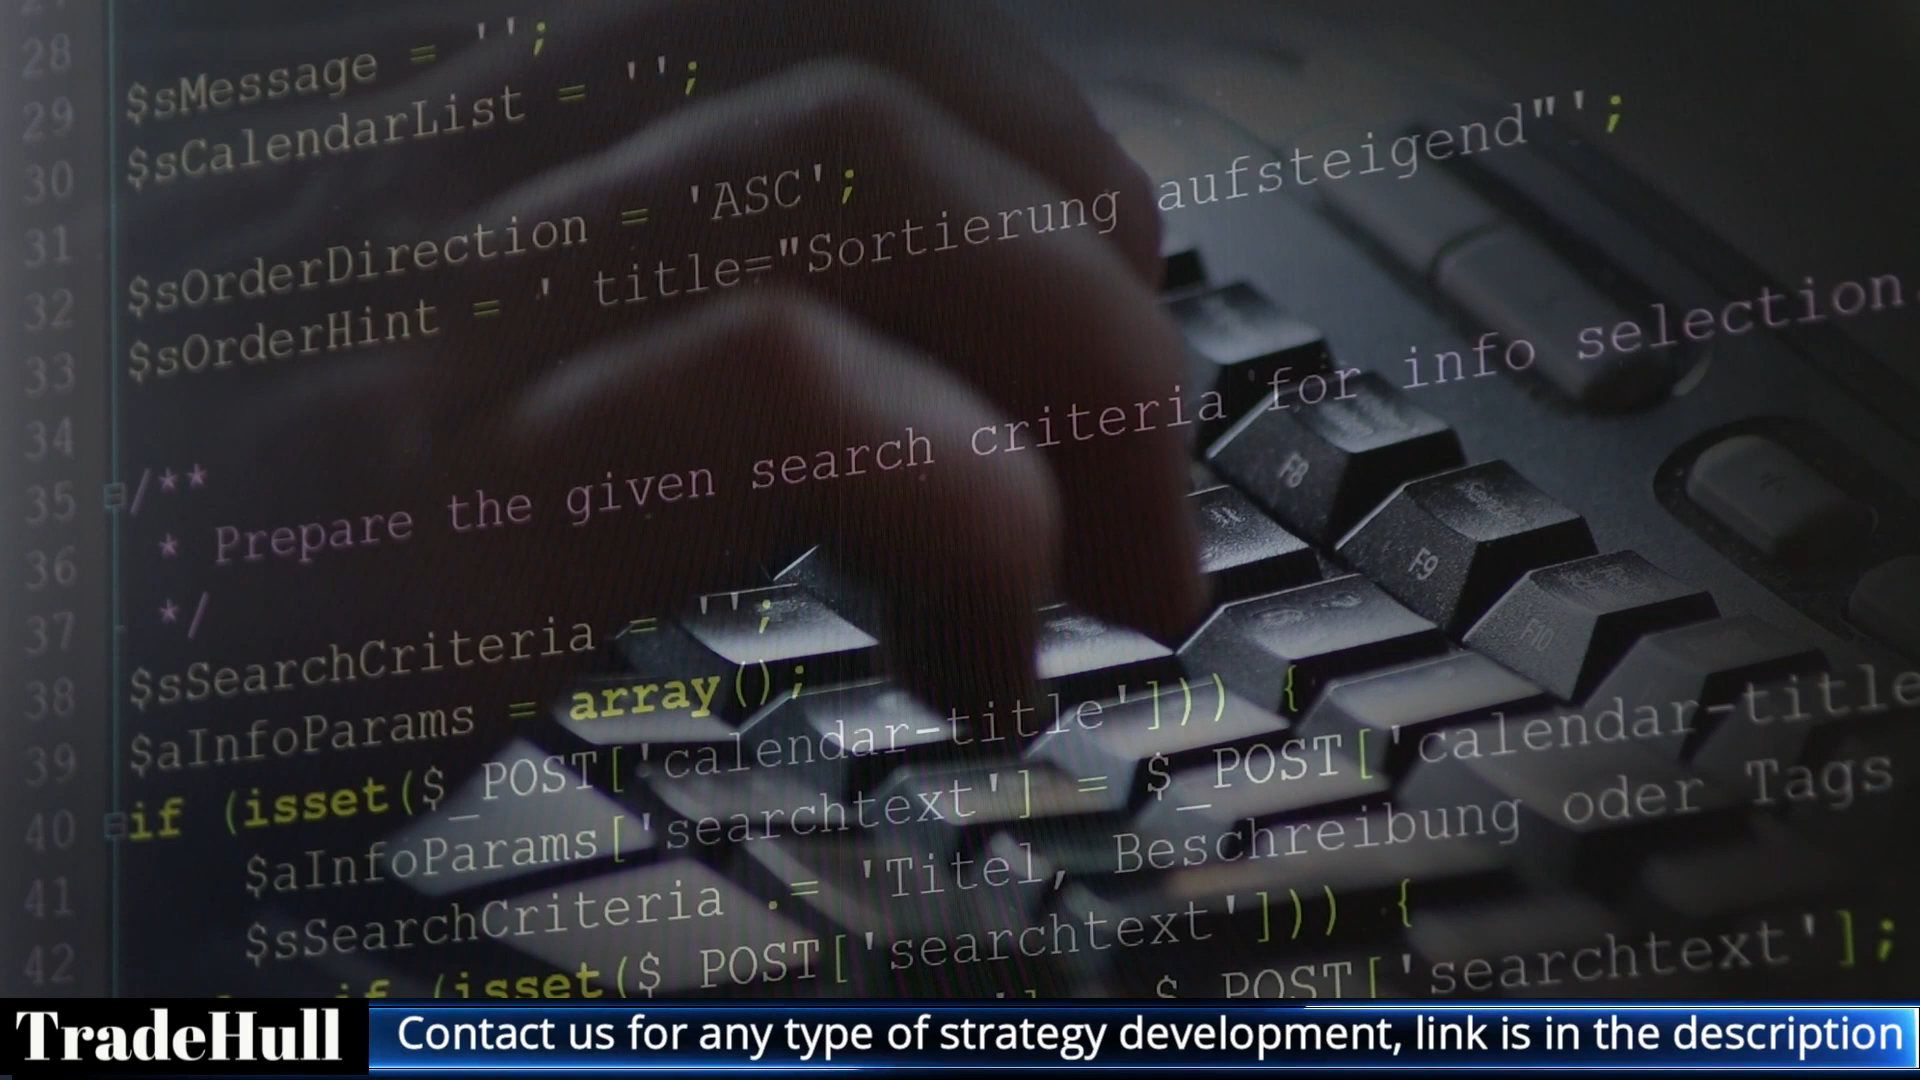 28
29 $sMessage = '';
30 $sCalendarList = '';
31
32 $sOrderDirection = 'ASC';
33 $sOrderHint = ' title="Sortierung aufsteigend"';
34
35 /**
36 * Prepare the given search criteria for info selection.
37 */
38 $sSearchCriteria = '';
39 $aInfoParams = array();
40 if (isset($_POST['calendar-title'])) {
41 $aInfoParams['searchtext'] = $_POST['calendar-title
42 $sSearchCriteria .= 'Titel, Beschreibung oder Tags
if (isset($_POST['searchtext'])) {
$_POST['searchtext'];
F8
F9
F10
TradeHull
Contact us for any type of strategy development, link is in the description